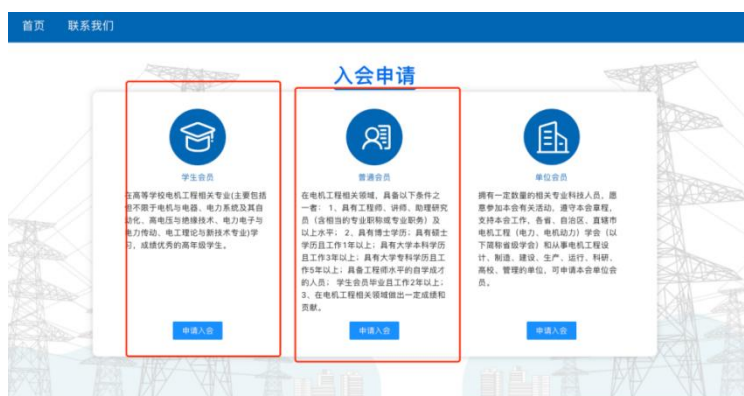 首页 联系我们
入会申请
学生会员
在高等学校电机工程相关专业(主要包括
但不限于电机与电器、电力系统及其自
动化、高电压与绝缘技术、电力电子与
电力传动、电工理论与新技术专业)学
习，成绩优秀的高年级学生。
申请入会
普通会员
在电机工程相关领域，具备以下条件之
一者： 1、具有工程师、讲师、助理研究
员（含相当的专业职称或专业职务）及
以上水平； 2、具有博士学历；具有硕士
学历且工作1年以上；具有大学本科学历
且工作3年以上；具有大学专科学历且工
作5年以上；具备工程师水平的自学成才
的人员； 学生会员毕业且工作2年以上；
3、在电机工程相关领域做出一定成绩和
贡献。
申请入会
单位会员
拥有一定数量的相关专业科技人员，愿
意参加本会有关活动，遵守本会章程，
支持本会工作，各省、自治区、直辖市
电机工程（电力、电机动力）学会（以
下简称省级学会）和从事电机工程设
计、制造、建设、生产、运行、科研、
高校、管理的单位，可申请本会单位会
员。
申请入会